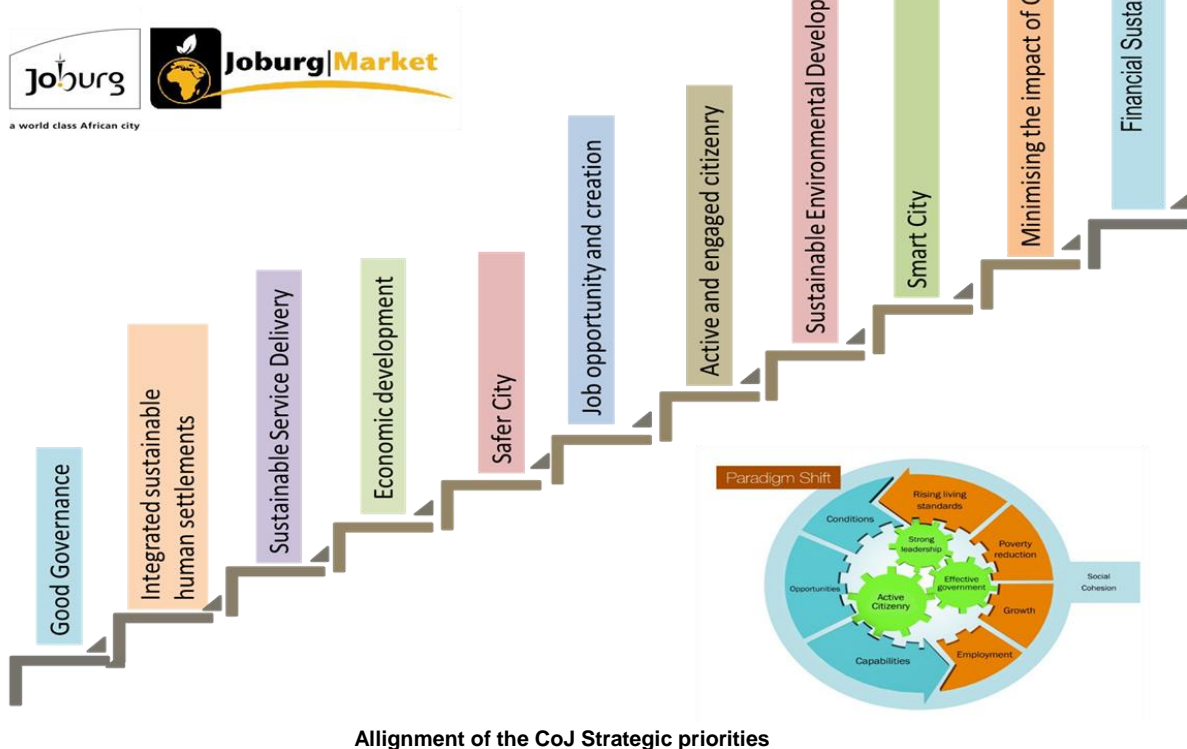 Joburg
a world class African city
Joburg|Market
Good Governance
Integrated sustainable
human settlements
Sustainable Service Delivery
Economic development
Safer City
Job opportunity and creation
Active and engaged citizenry
Sustainable Environmental
Smart City
Minimising the impact of
Financial
Paradigm Shift
Rising living
standards
Conditions
Strong
leadership
Poverty
reduction
Opportunities
Effective
government
Active
Citizenry
Growth
Social
Cohesion
Capabilities
Employment
Allignment of the CoJ Strategic priorities